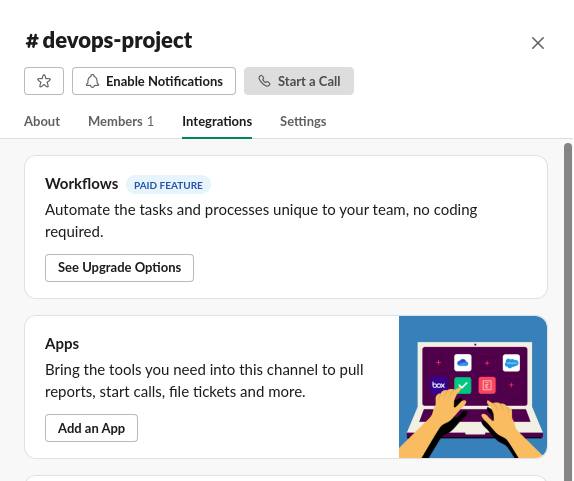 # devops-project
Enable Notifications
Start a Call
About
Members 1
Integrations
Settings
Workflows PAID FEATURE
Automate the tasks and processes unique to your team, no coding
required.
See Upgrade Options
Apps
Bring the tools you need into this channel to pull
reports, start calls, file tickets and more.
Add an App
box